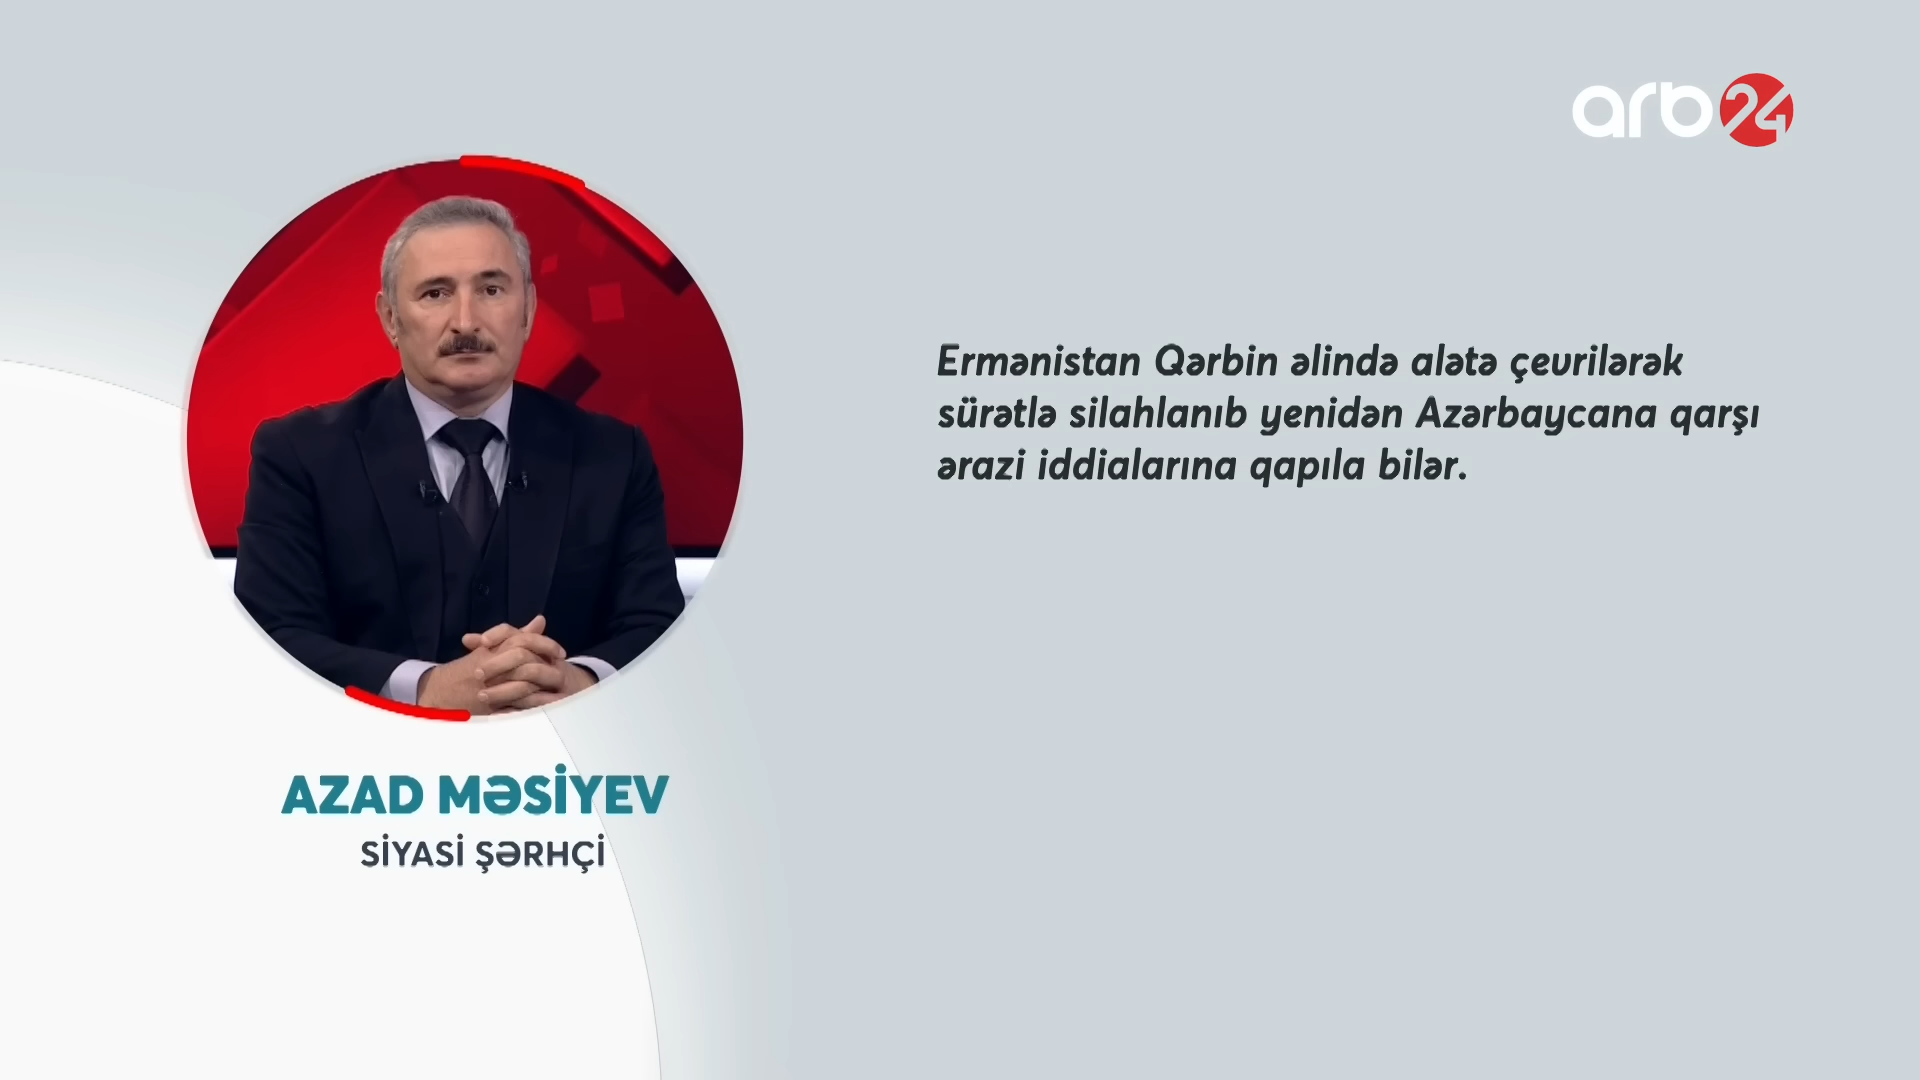 arb24
Ermənistan Qərbin əlində alətə çevrilərək
sürətlə silahlanıb yenidən Azərbaycana qarşı
ərazi iddialarına qapıla bilər.
AZAD MƏSİYEV
SİYASİ ŞƏRHÇİ